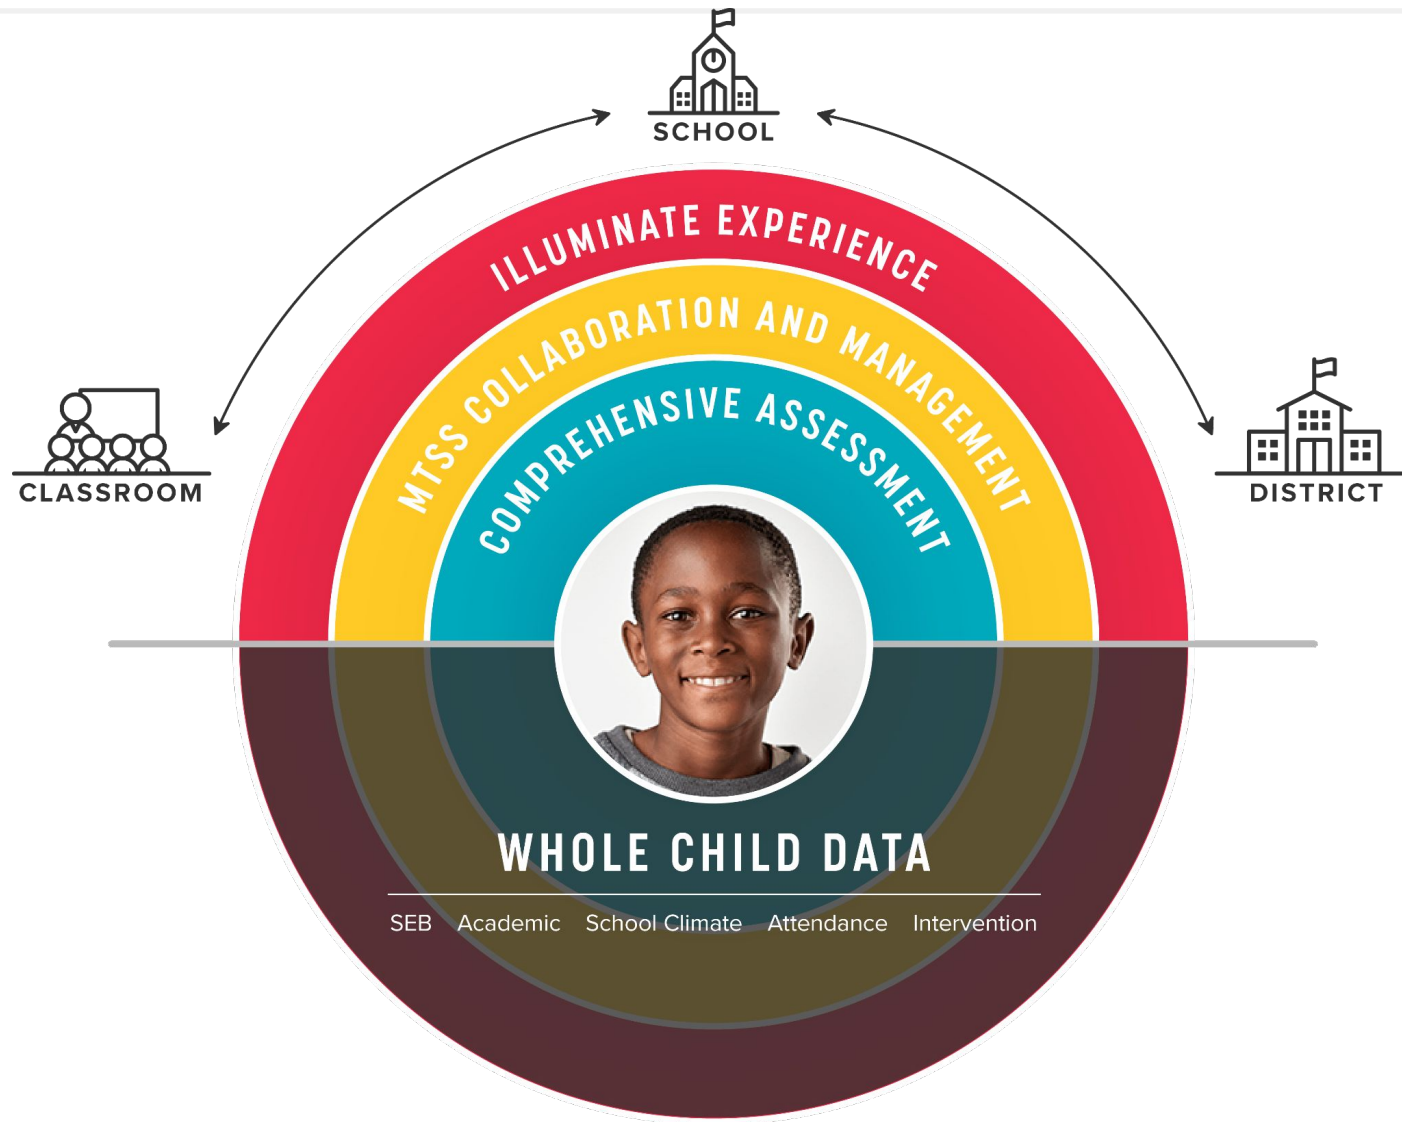 SCHOOL
ILLUMINATE EXPERIENCE
MTSS COLLABORATION AND MANAGEMENT
COMPREHENSIVE ASSESSMENT
CLASSROOM
DISTRICT
WHOLE CHILD DATA
SEB Academic School Climate Attendance Intervention